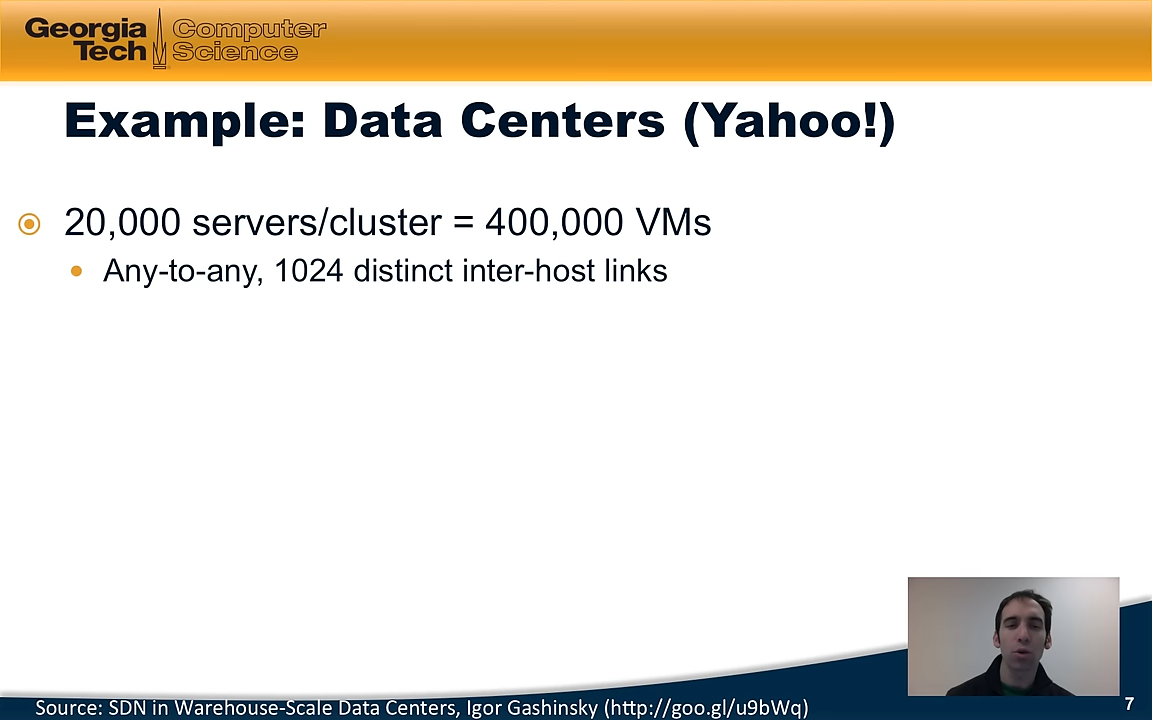 Georgia Tech
Computer Science
Example: Data Centers (Yahoo!)
20,000 servers/cluster = 400,000 VMs
Any-to-any, 1024 distinct inter-host links
Source: SDN in Warehouse-Scale Data Centers, Igor Gashinsky (http://goo.gl/u9bWq)
7